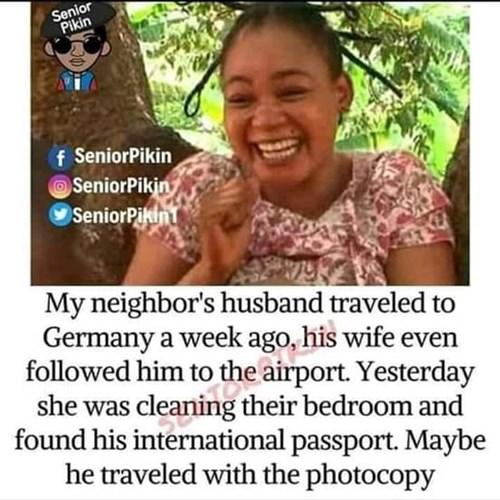 Senior
Pikin
SeniorPikin
SeniorPikin
SeniorPikin1
My neighbor's husband traveled to
Germany a week ago, his wife even
followed him to the airport. Yesterday
she was cleaning their bedroom and
found his international passport. Maybe
he traveled with the photocopy
SENIORPIKIN